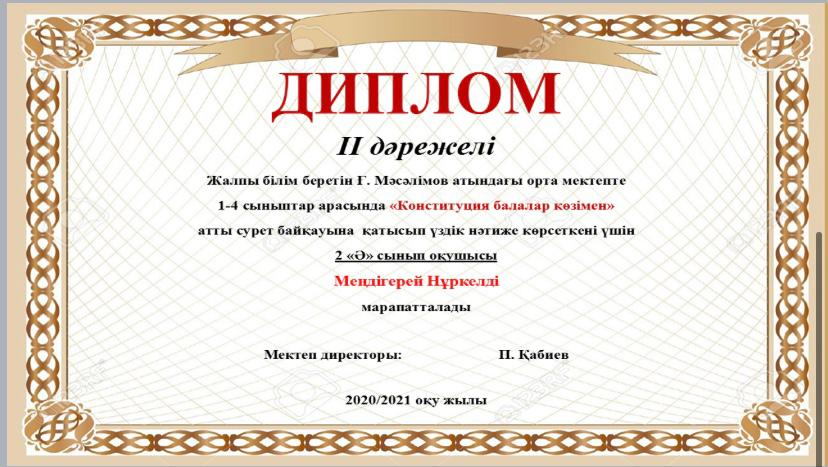 ДИПЛОМ
II дәрежелі
Жалпы білім беретін Ғ. Мәсәлімов атындағы орта мектепте
1-4 сыныптар арасында «Конституция балалар көзімен»
атты сурет байқауына қатысып үздік нәтиже көрсеткені үшін
2 «Ә» сынып оқушысы
Меңдігерей Нұркелді
марапатталады
Мектеп директоры: П. Қабиев
2020/2021 оқу жылы